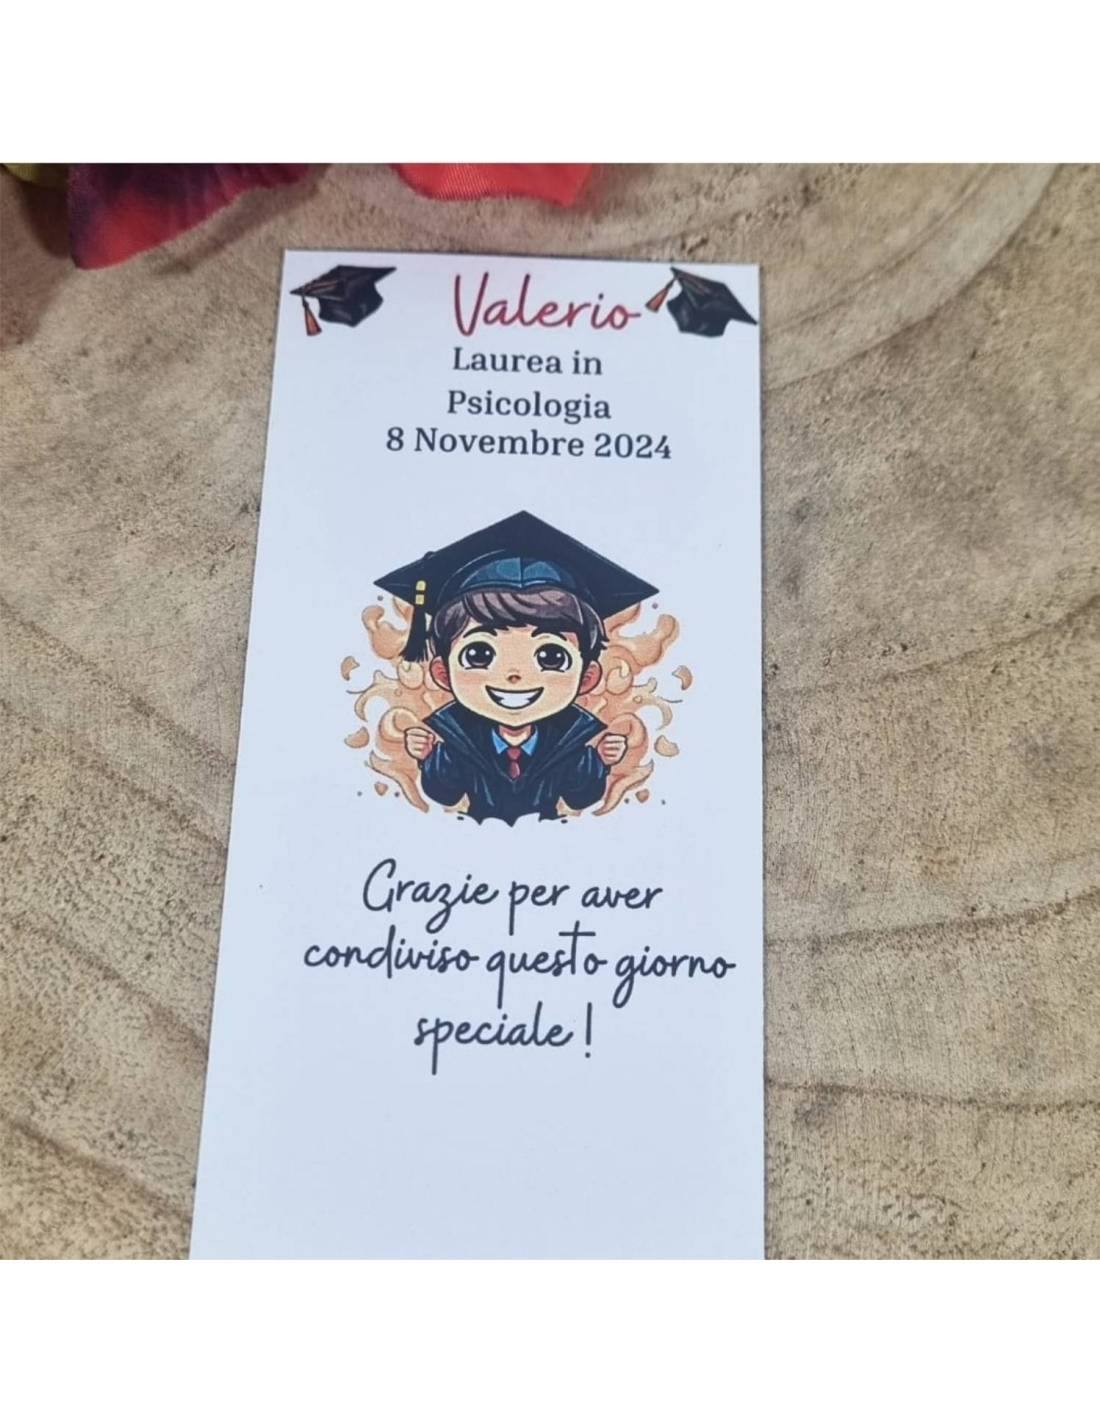 Valerio
Laurea in
Psicologia
8 Novembre 2024
Grazie per aver
condiviso questo giorno
speciale !